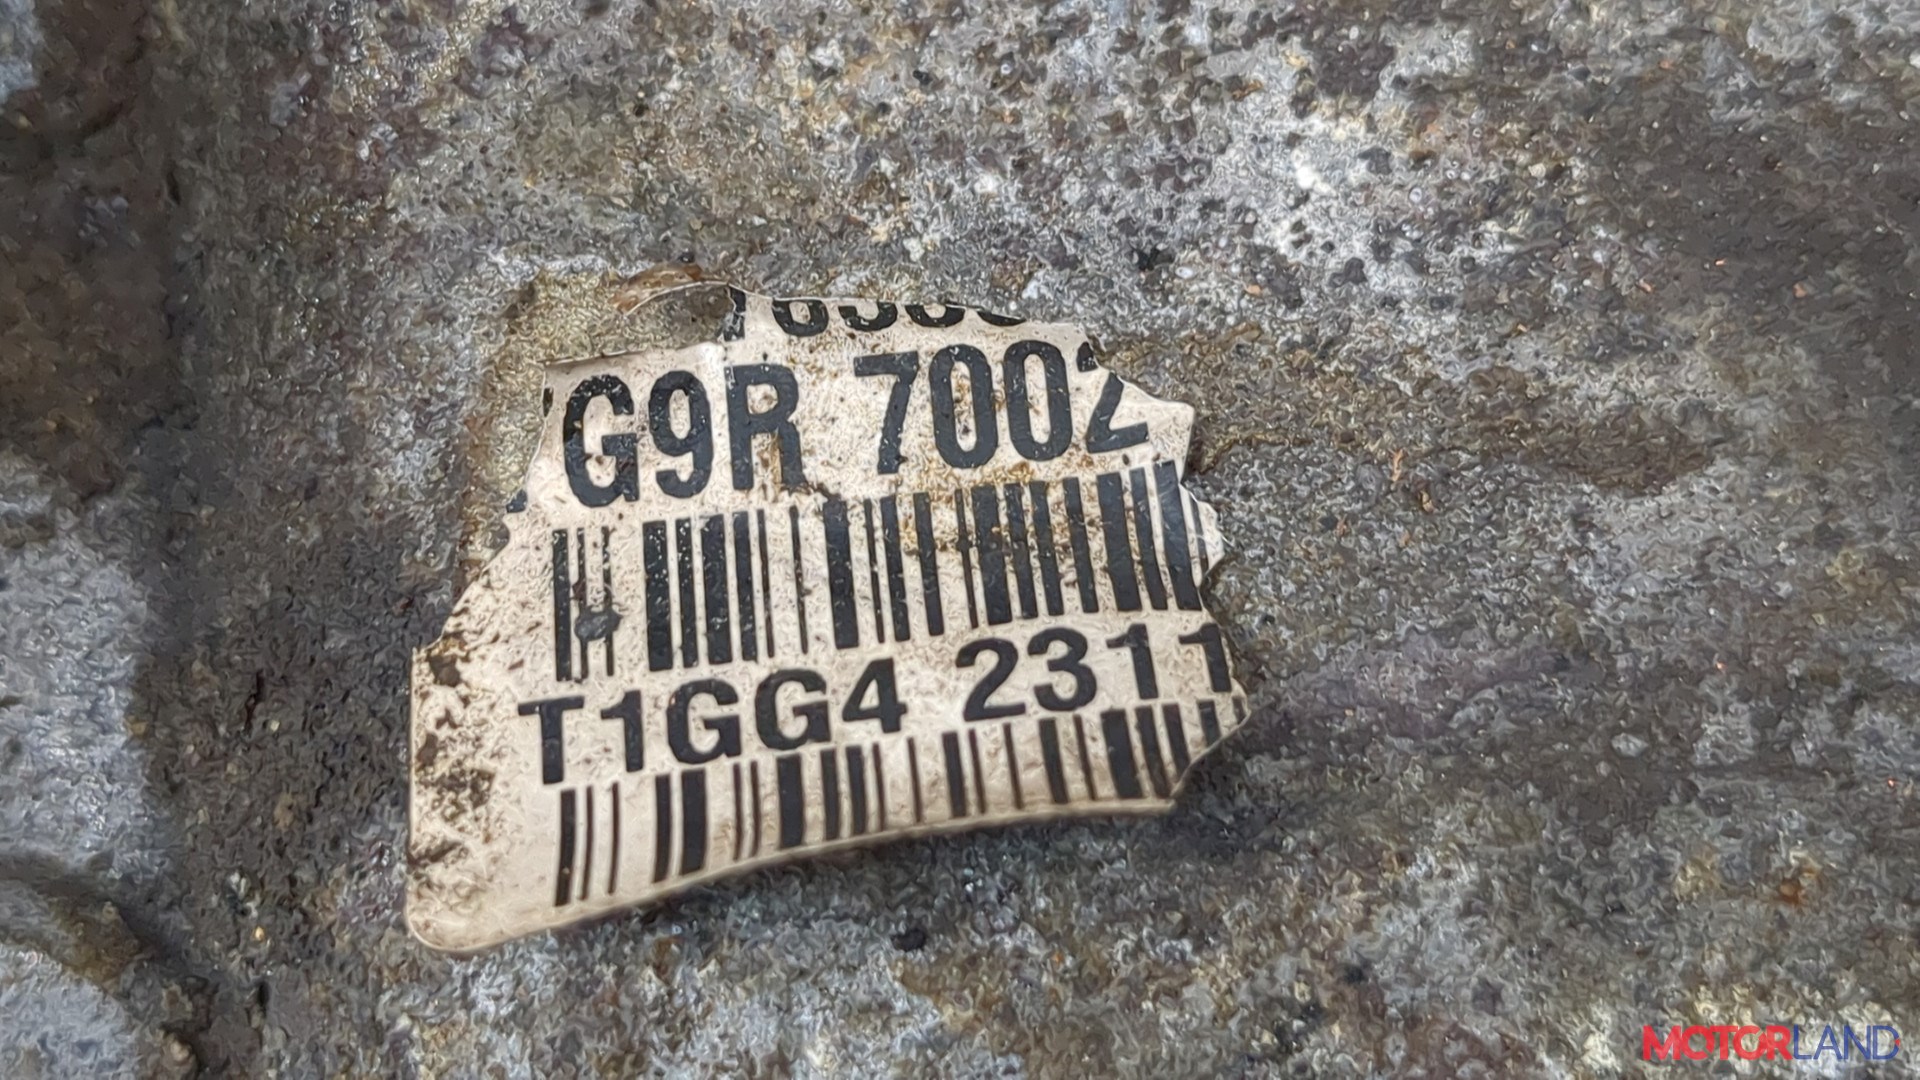 G9R 7002
T1GG4 2311
MOTORLAND